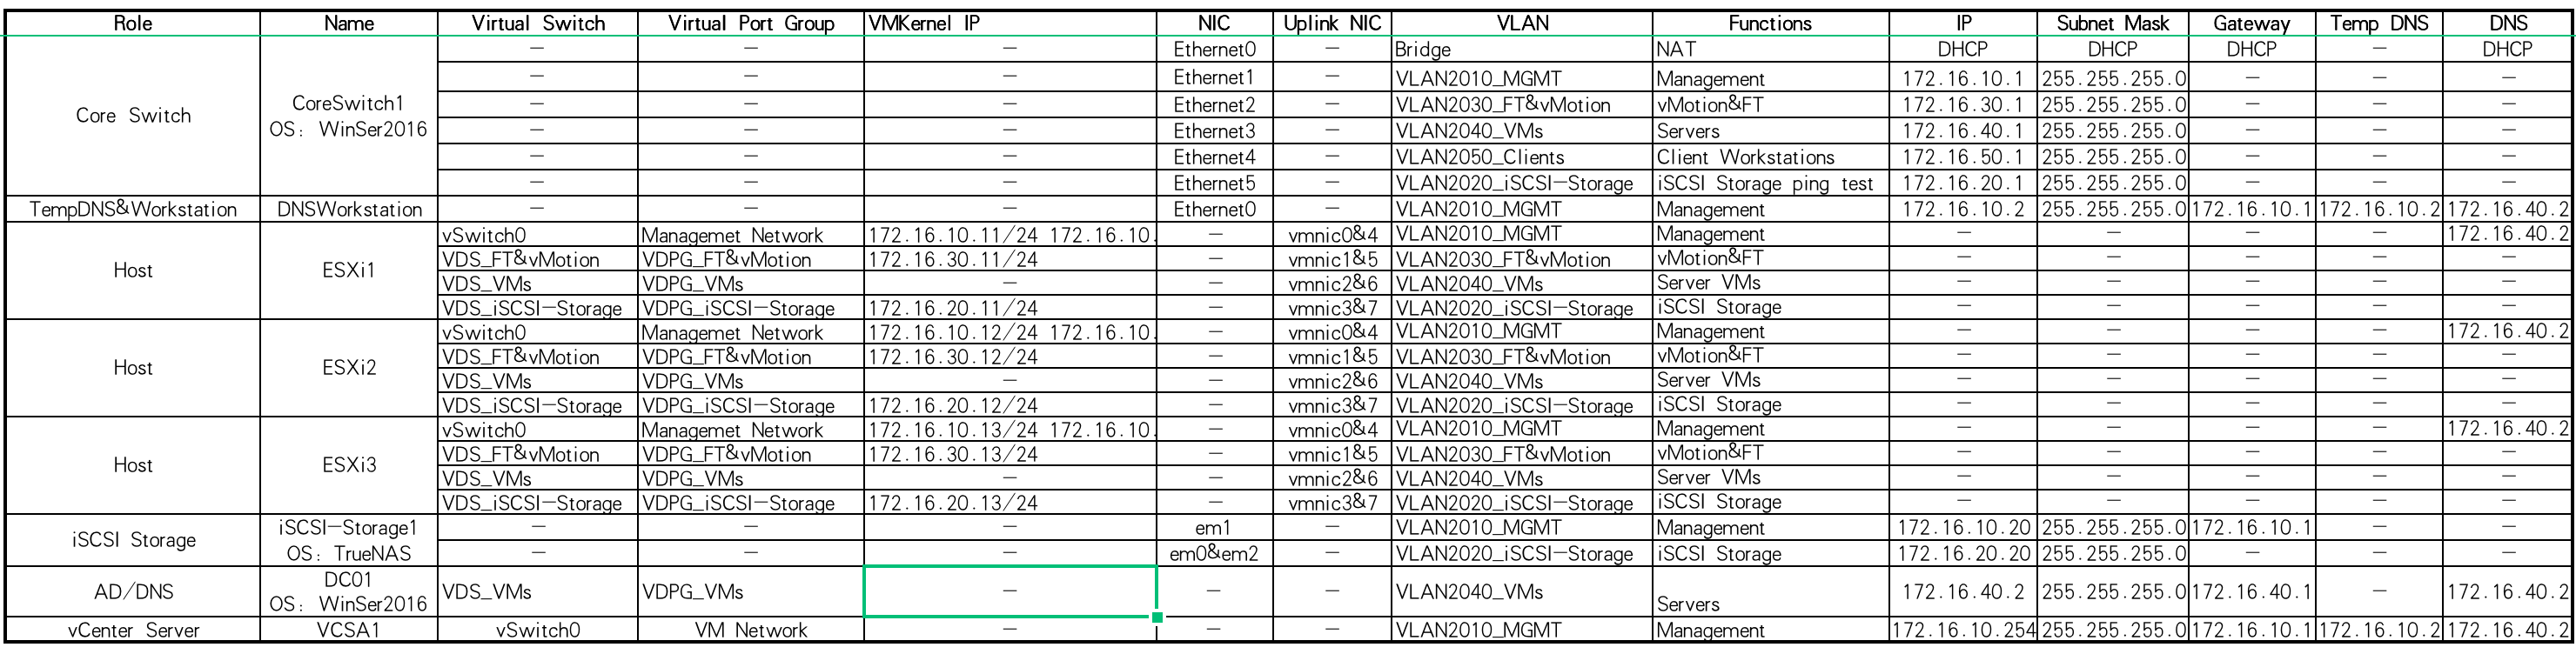 Role Name Virtual Switch Virtual Port Group VMKernel IP NIC Uplink NIC VLAN Functions IP Subnet Mask Gateway Temp DNS DNS
Core Switch CoreSwitch1 OS: WinSer2016 — — — Ethernet0 — Bridge NAT DHCP DHCP DHCP — DHCP
— — — Ethernet1 — VLAN2010_MGMT Management 172.16.10.1 255.255.255.0 — — —
— — — Ethernet2 — VLAN2030_FT&vMotion vMotion&FT 172.16.30.1 255.255.255.0 — — —
— — — Ethernet3 — VLAN2040_VMs Servers 172.16.40.1 255.255.255.0 — — —
— — — Ethernet4 — VLAN2050_Clients Client Workstations 172.16.50.1 255.255.255.0 — — —
— — — Ethernet5 — VLAN2020_iSCSI-Storage iSCSI Storage ping test 172.16.20.1 255.255.255.0 — — —
TempDNS&Workstation DNSWorkstation — — — Ethernet0 — VLAN2010_MGMT Management 172.16.10.2 255.255.255.0 172.16.10.1 172.16.10.2 172.16.40.2
Host ESXi1 vSwitch0 Managemet Network 172.16.10.11/24 172.16.10. — vmnic0&4 VLAN2010_MGMT Management — — — — 172.16.40.2
VDS_FT&vMotion VDPG_FT&vMotion 172.16.30.11/24 — vmnic1&5 VLAN2030_FT&vMotion vMotion&FT — — — — —
VDS_VMs VDPG_VMs — — vmnic2&6 VLAN2040_VMs Server VMs — — — — —
VDS_iSCSI-Storage VDPG_iSCSI-Storage 172.16.20.11/24 — vmnic3&7 VLAN2020_iSCSI-Storage iSCSI Storage — — — — —
Host ESXi2 vSwitch0 Managemet Network 172.16.10.12/24 172.16.10. — vmnic0&4 VLAN2010_MGMT Management — — — — 172.16.40.2
VDS_FT&vMotion VDPG_FT&vMotion 172.16.30.12/24 — vmnic1&5 VLAN2030_FT&vMotion vMotion&FT — — — — —
VDS_VMs VDPG_VMs — — vmnic2&6 VLAN2040_VMs Server VMs — — — — —
VDS_iSCSI-Storage VDPG_iSCSI-Storage 172.16.20.12/24 — vmnic3&7 VLAN2020_iSCSI-Storage iSCSI Storage — — — — —
Host ESXi3 vSwitch0 Managemet Network 172.16.10.13/24 172.16.10. — vmnic0&4 VLAN2010_MGMT Management — — — — 172.16.40.2
VDS_FT&vMotion VDPG_FT&vMotion 172.16.30.13/24 — vmnic1&5 VLAN2030_FT&vMotion vMotion&FT — — — — —
VDS_VMs VDPG_VMs — — vmnic2&6 VLAN2040_VMs Server VMs — — — — —
VDS_iSCSI-Storage VDPG_iSCSI-Storage 172.16.20.13/24 — vmnic3&7 VLAN2020_iSCSI-Storage iSCSI Storage — — — — —
iSCSI Storage iSCSI-Storage1 OS: TrueNAS — — — em1 — VLAN2010_MGMT Management 172.16.10.20 255.255.255.0 172.16.10.1 — —
— — — em0&em2 — VLAN2020_iSCSI-Storage iSCSI Storage 172.16.20.20 255.255.255.0 — — —
AD/DNS DC01 OS: WinSer2016 VDS_VMs VDPG_VMs — — — VLAN2040_VMs Servers 172.16.40.2 255.255.255.0 172.16.40.1 — 172.16.40.2
vCenter Server VCSA1 vSwitch0 VM Network — — — VLAN2010_MGMT Management 172.16.10.254 255.255.255.0 172.16.10.1 172.16.10.2 172.16.40.2